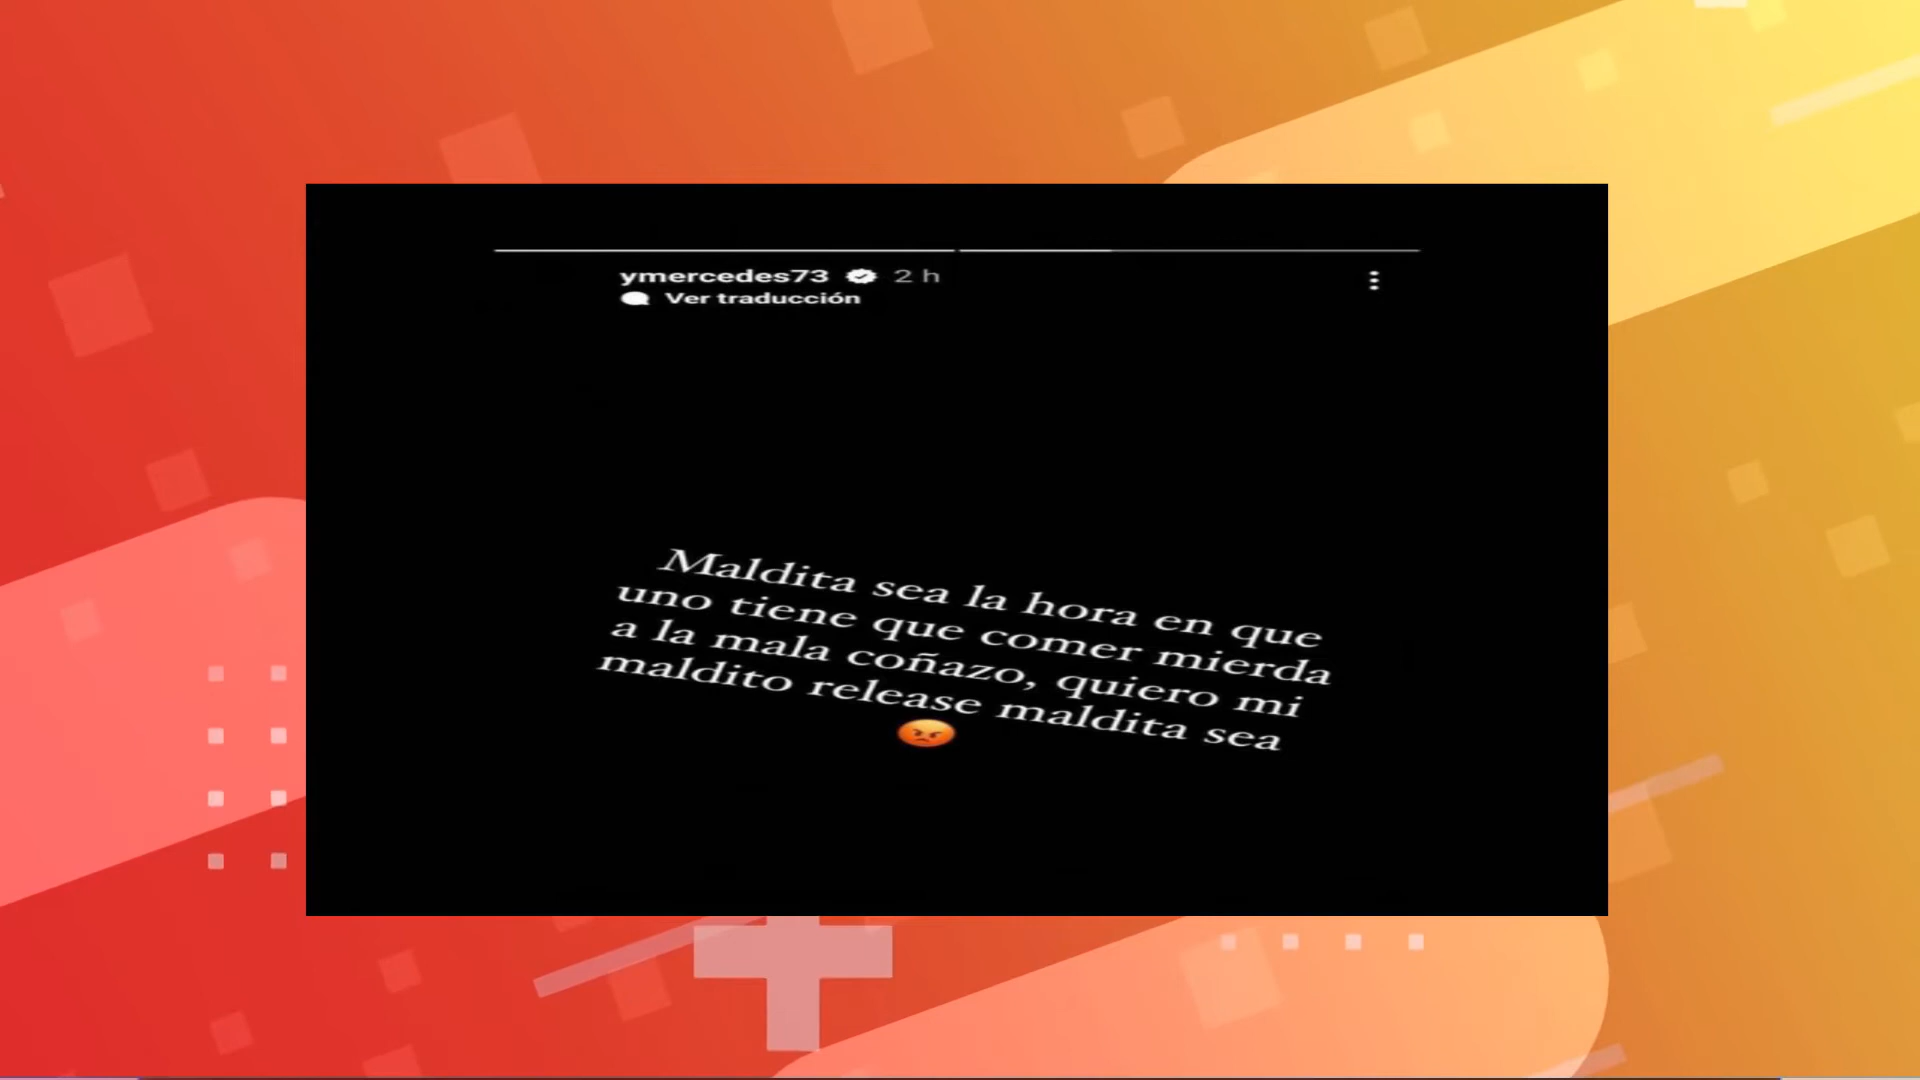 ymercedes73 2 h
Ver traducción
Maldita sea la hora en que
uno tiene que comer mierda
a la mala coñazo, quiero mi
maldito release maldita sea
😡